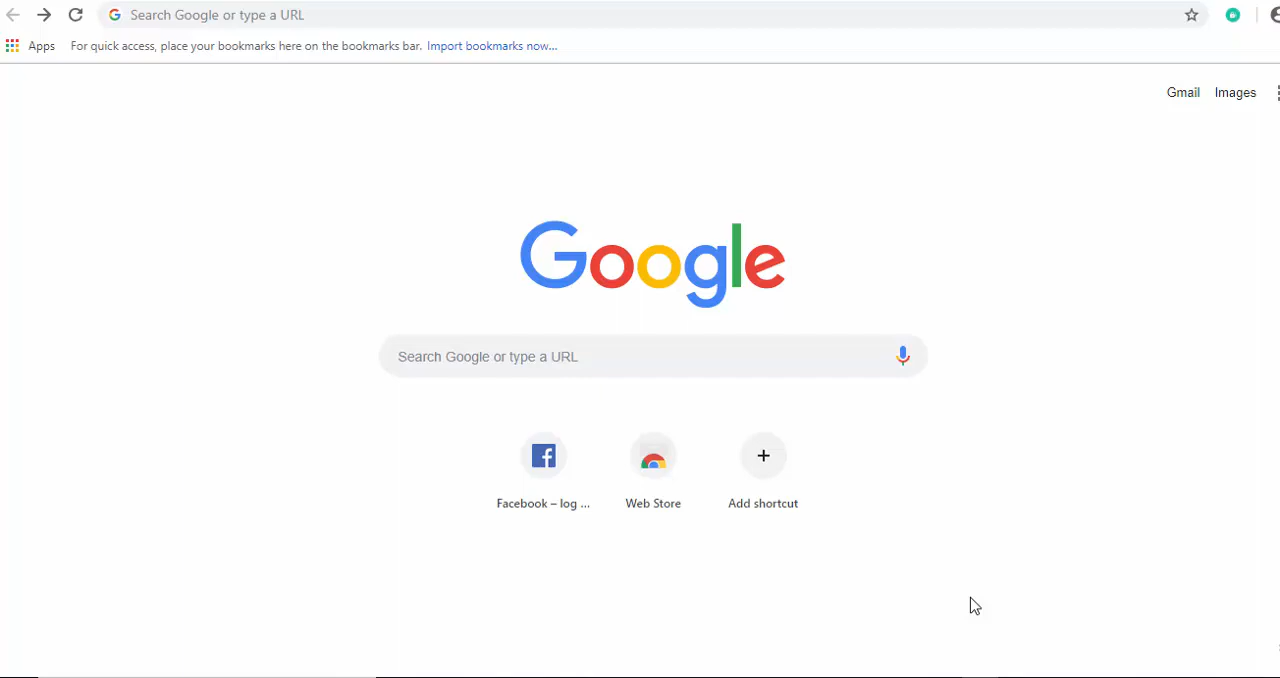 Search Google or type a URL
Apps For quick access, place your bookmarks here on the bookmarks bar. Import bookmarks now...
Gmail Images
Google
Search Google or type a URL
Facebook – log ... Web Store Add shortcut